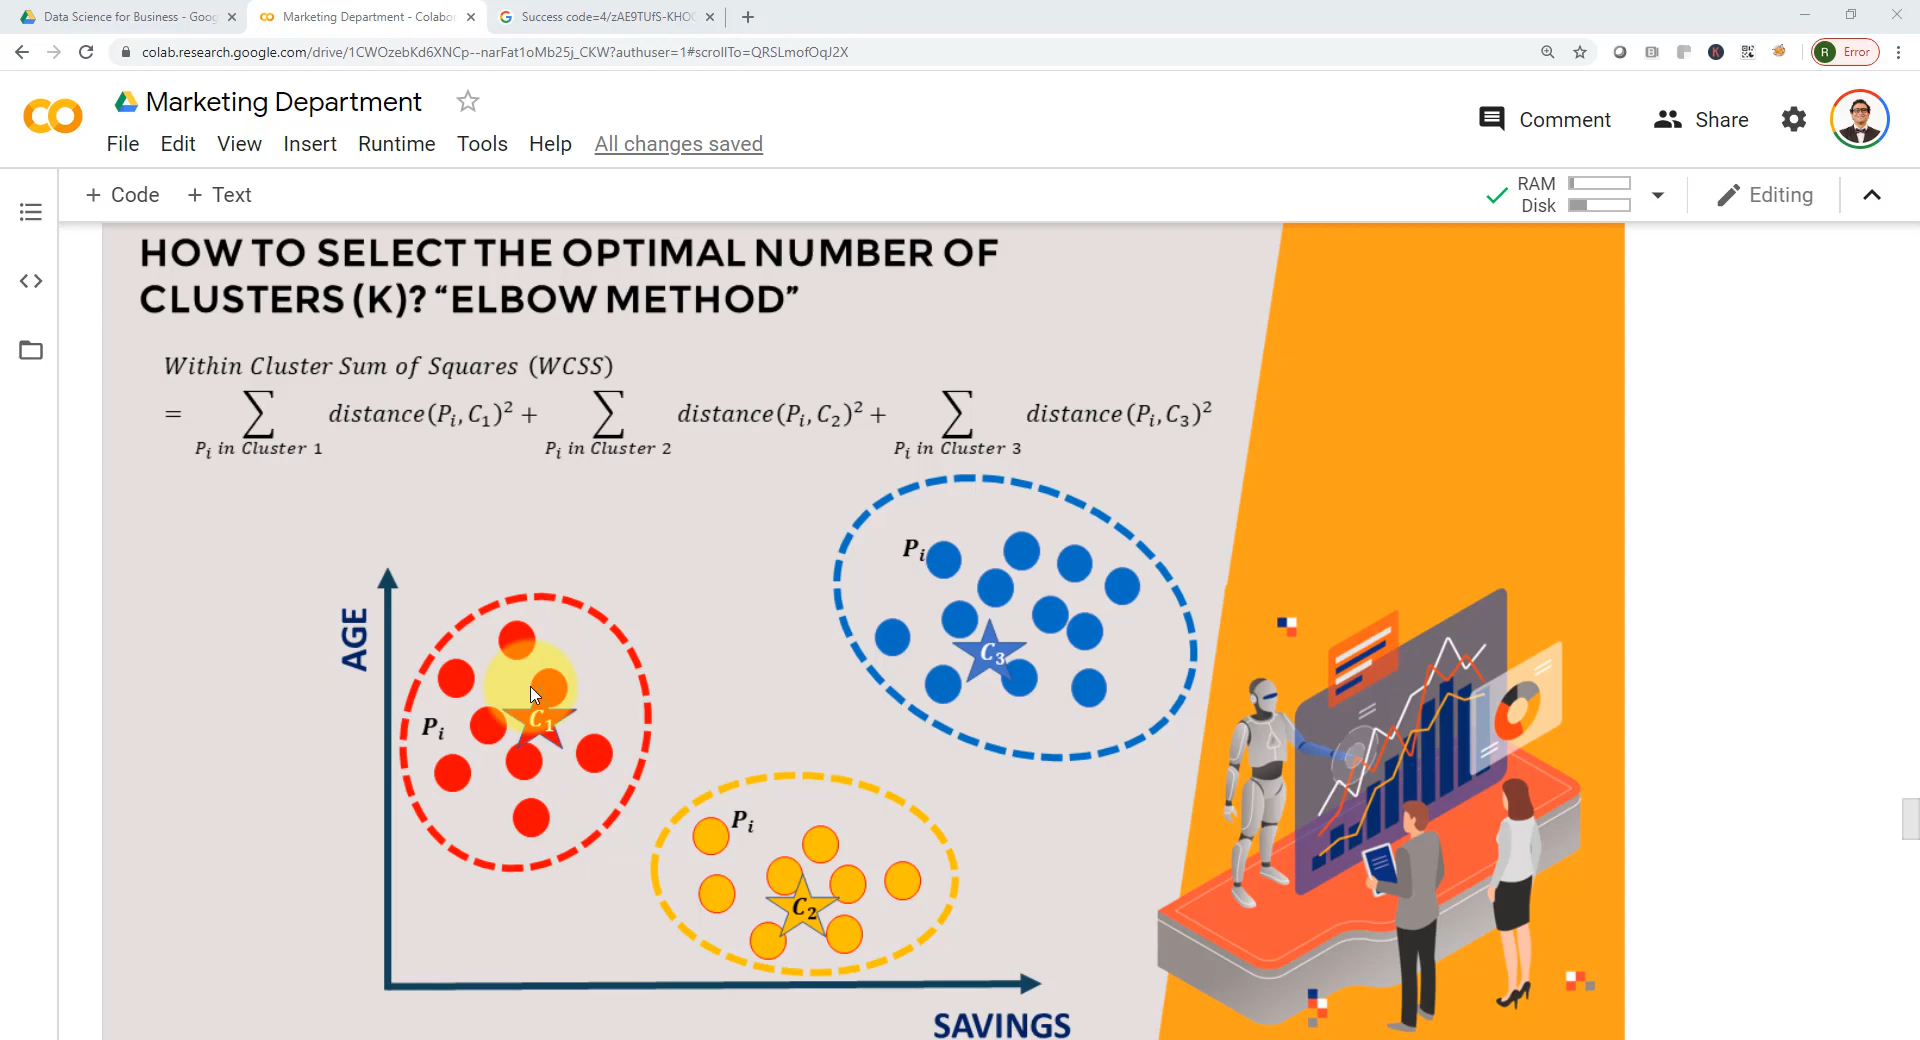 Data Science for Business - Goog
Marketing Department - Colabor
Success code=4/zAE9TUfS-KHO
colab.research.google.com/drive/1CWOzebKd6XNCp--narFat1oMb25j_CKW?authuser=1#scrollTo=QRSLmofOqJ2X
R Error
Marketing Department
Comment
Share
File Edit View Insert Runtime Tools Help All changes saved
+ Code + Text
RAM
Disk
Editing
HOW TO SELECT THE OPTIMAL NUMBER OF
CLUSTERS (K)? “ELBOW METHOD”
Within Cluster Sum of Squares (WCSS)
= ∑ distance(Pᵢ, C₁)² + ∑ distance(Pᵢ, C₂)² + ∑ distance(Pᵢ, C₃)²
Pᵢ in Cluster 1 Pᵢ in Cluster 2 Pᵢ in Cluster 3
Pᵢ
AGE
C₃
C₁
Pᵢ
Pᵢ
C₂
SAVINGS